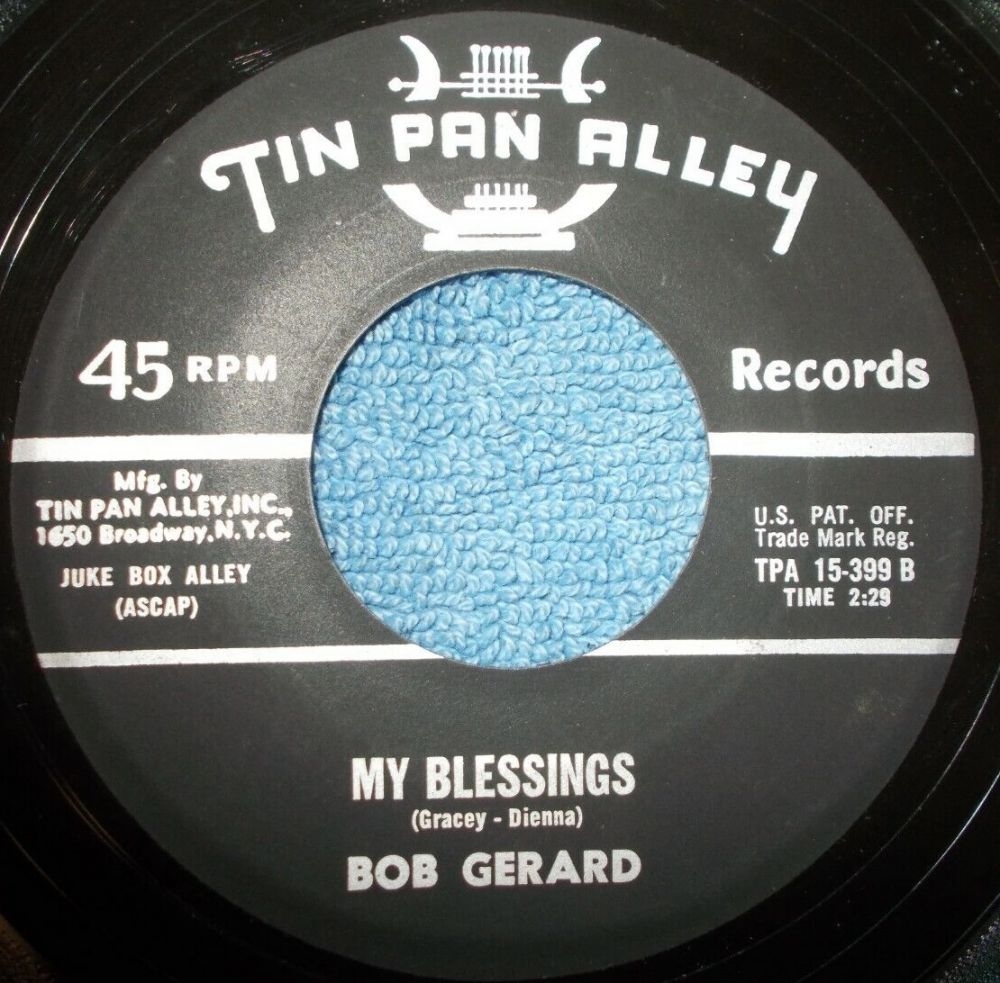 TIN PAN ALLEY
45 RPM
Records
Mfg. By
TIN PAN ALLEY, INC.,
1650 Broadway, N.Y.C.
JUKE BOX ALLEY
(ASCAP)
U.S. PAT. OFF.
Trade Mark Reg.
TPA 15-399 B
TIME 2:29
MY BLESSINGS
(Gracey - Dienna)
BOB GERARD